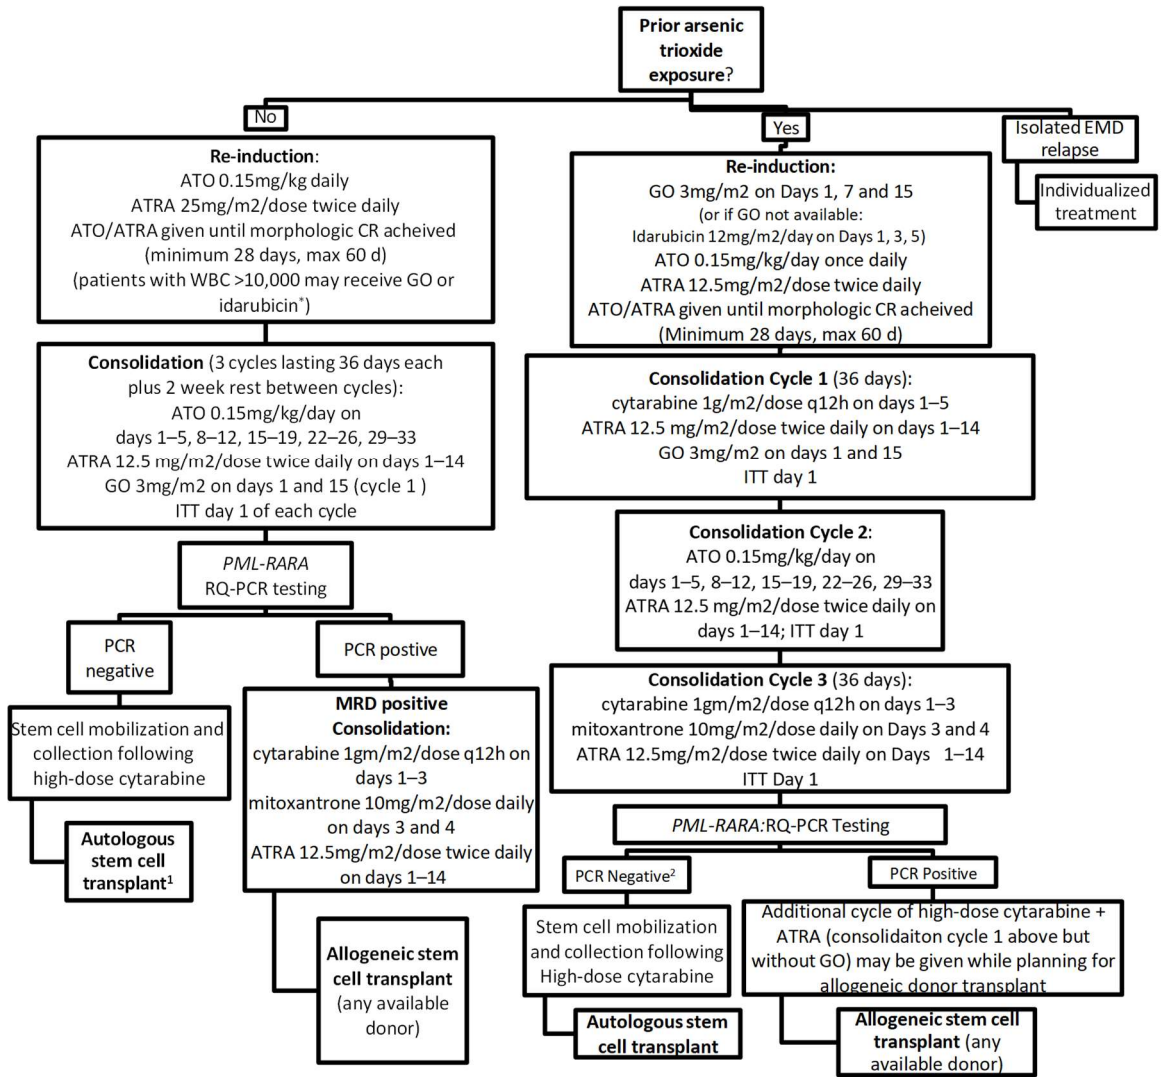 Prior arsenic
trioxide
exposure?
No
Re-induction:
ATO 0.15mg/kg daily
ATRA 25mg/m2/dose twice daily
ATO/ATRA given until morphologic CR acheived
(minimum 28 days, max 60 d)
(patients with WBC >10,000 may receive GO or
idarubicin*)
Consolidation (3 cycles lasting 36 days each
plus 2 week rest between cycles):
ATO 0.15mg/kg/day on
days 1–5, 8–12, 15–19, 22–26, 29–33
ATRA 12.5 mg/m2/dose twice daily on days 1–14
GO 3mg/m2 on days 1 and 15 (cycle 1 )
ITT day 1 of each cycle
PML-RARA
RQ-PCR testing
PCR
negative
Stem cell mobilization and
collection following
high-dose cytarabine
Autologous
stem cell
transplant1
PCR postive
MRD positive
Consolidation:
cytarabine 1gm/m2/dose q12h on
days 1–3
mitoxantrone 10mg/m2/dose daily
on days 3 and 4
ATRA 12.5mg/m2/dose twice daily
on days 1–14
Allogeneic stem
cell transplant
(any available
donor)
Yes
Re-induction:
GO 3mg/m2 on Days 1, 7 and 15
(or if GO not available:
Idarubicin 12mg/m2/day on Days 1, 3, 5)
ATO 0.15mg/kg/day once daily
ATRA 12.5mg/m2/dose twice daily
ATO/ATRA given until morphologic CR acheived
(Minimum 28 days, max 60 d)
Consolidation Cycle 1 (36 days):
cytarabine 1g/m2/dose q12h on days 1–5
ATRA 12.5 mg/m2/dose twice daily on days 1–14
GO 3mg/m2 on days 1 and 15
ITT day 1
Consolidation Cycle 2:
ATO 0.15mg/kg/day on
days 1–5, 8–12, 15–19, 22–26, 29–33
ATRA 12.5 mg/m2/dose twice daily on
days 1–14; ITT day 1
Consolidation Cycle 3 (36 days):
cytarabine 1gm/m2/dose q12h on days 1–3
mitoxantrone 10mg/m2/dose daily on Days 3 and 4
ATRA 12.5mg/m2/dose twice daily on Days 1–14
ITT Day 1
PML-RARA:RQ-PCR Testing
PCR Negative2
Stem cell mobilization
and collection following
High-dose cytarabine
Autologous stem
cell transplant
PCR Positive
Additional cycle of high-dose cytarabine +
ATRA (consolidaiton cycle 1 above but
without GO) may be given while planning for
allogeneic donor transplant
Allogeneic stem cell
transplant (any
available donor)
Isolated EMD
relapse
Individualized
treatment